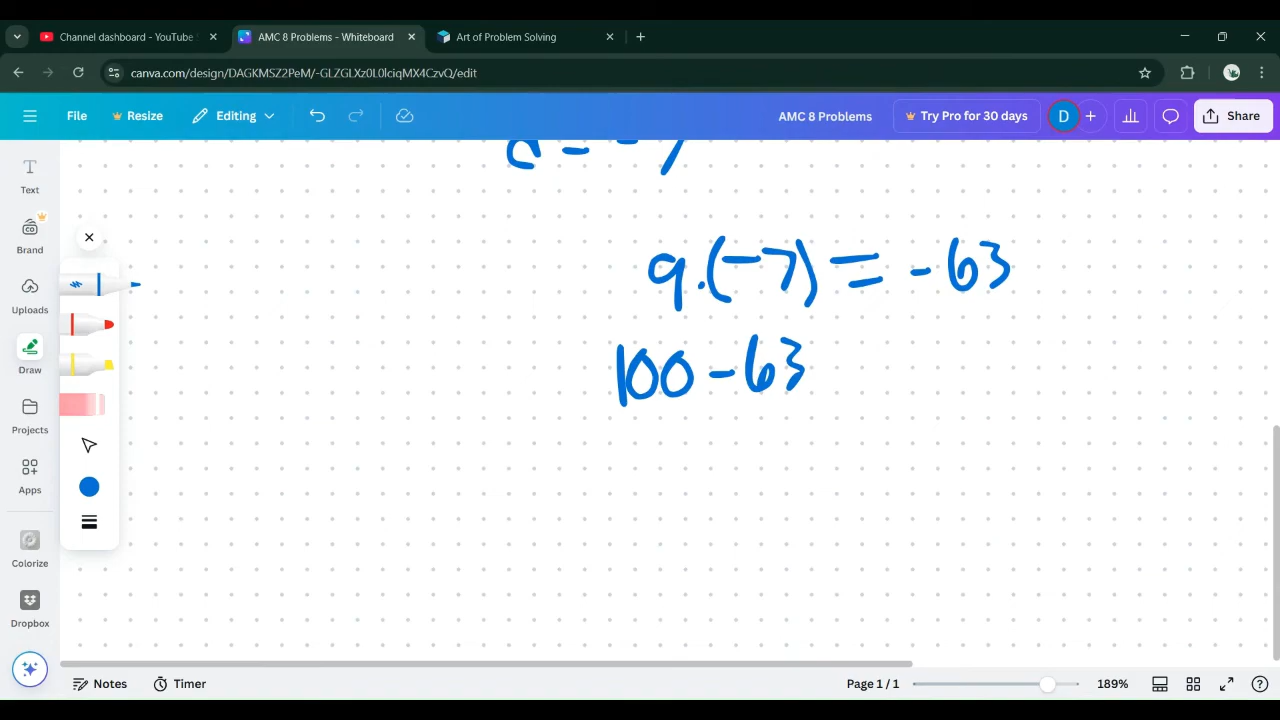 Channel dashboard - YouTube
AMC 8 Problems - Whiteboard
Art of Problem Solving
canva.com/design/DAGKMSZ2PeM/-GLZGLXz0L0lciqMX4CzvQ/edit
File
Resize
Editing
AMC 8 Problems
Try Pro for 30 days
D
Share
Text
Brand
Uploads
Draw
Projects
Apps
Colorize
Dropbox
d = -7
9.(-7) = -63
100 - 63
Notes
Timer
Page 1 / 1
189%